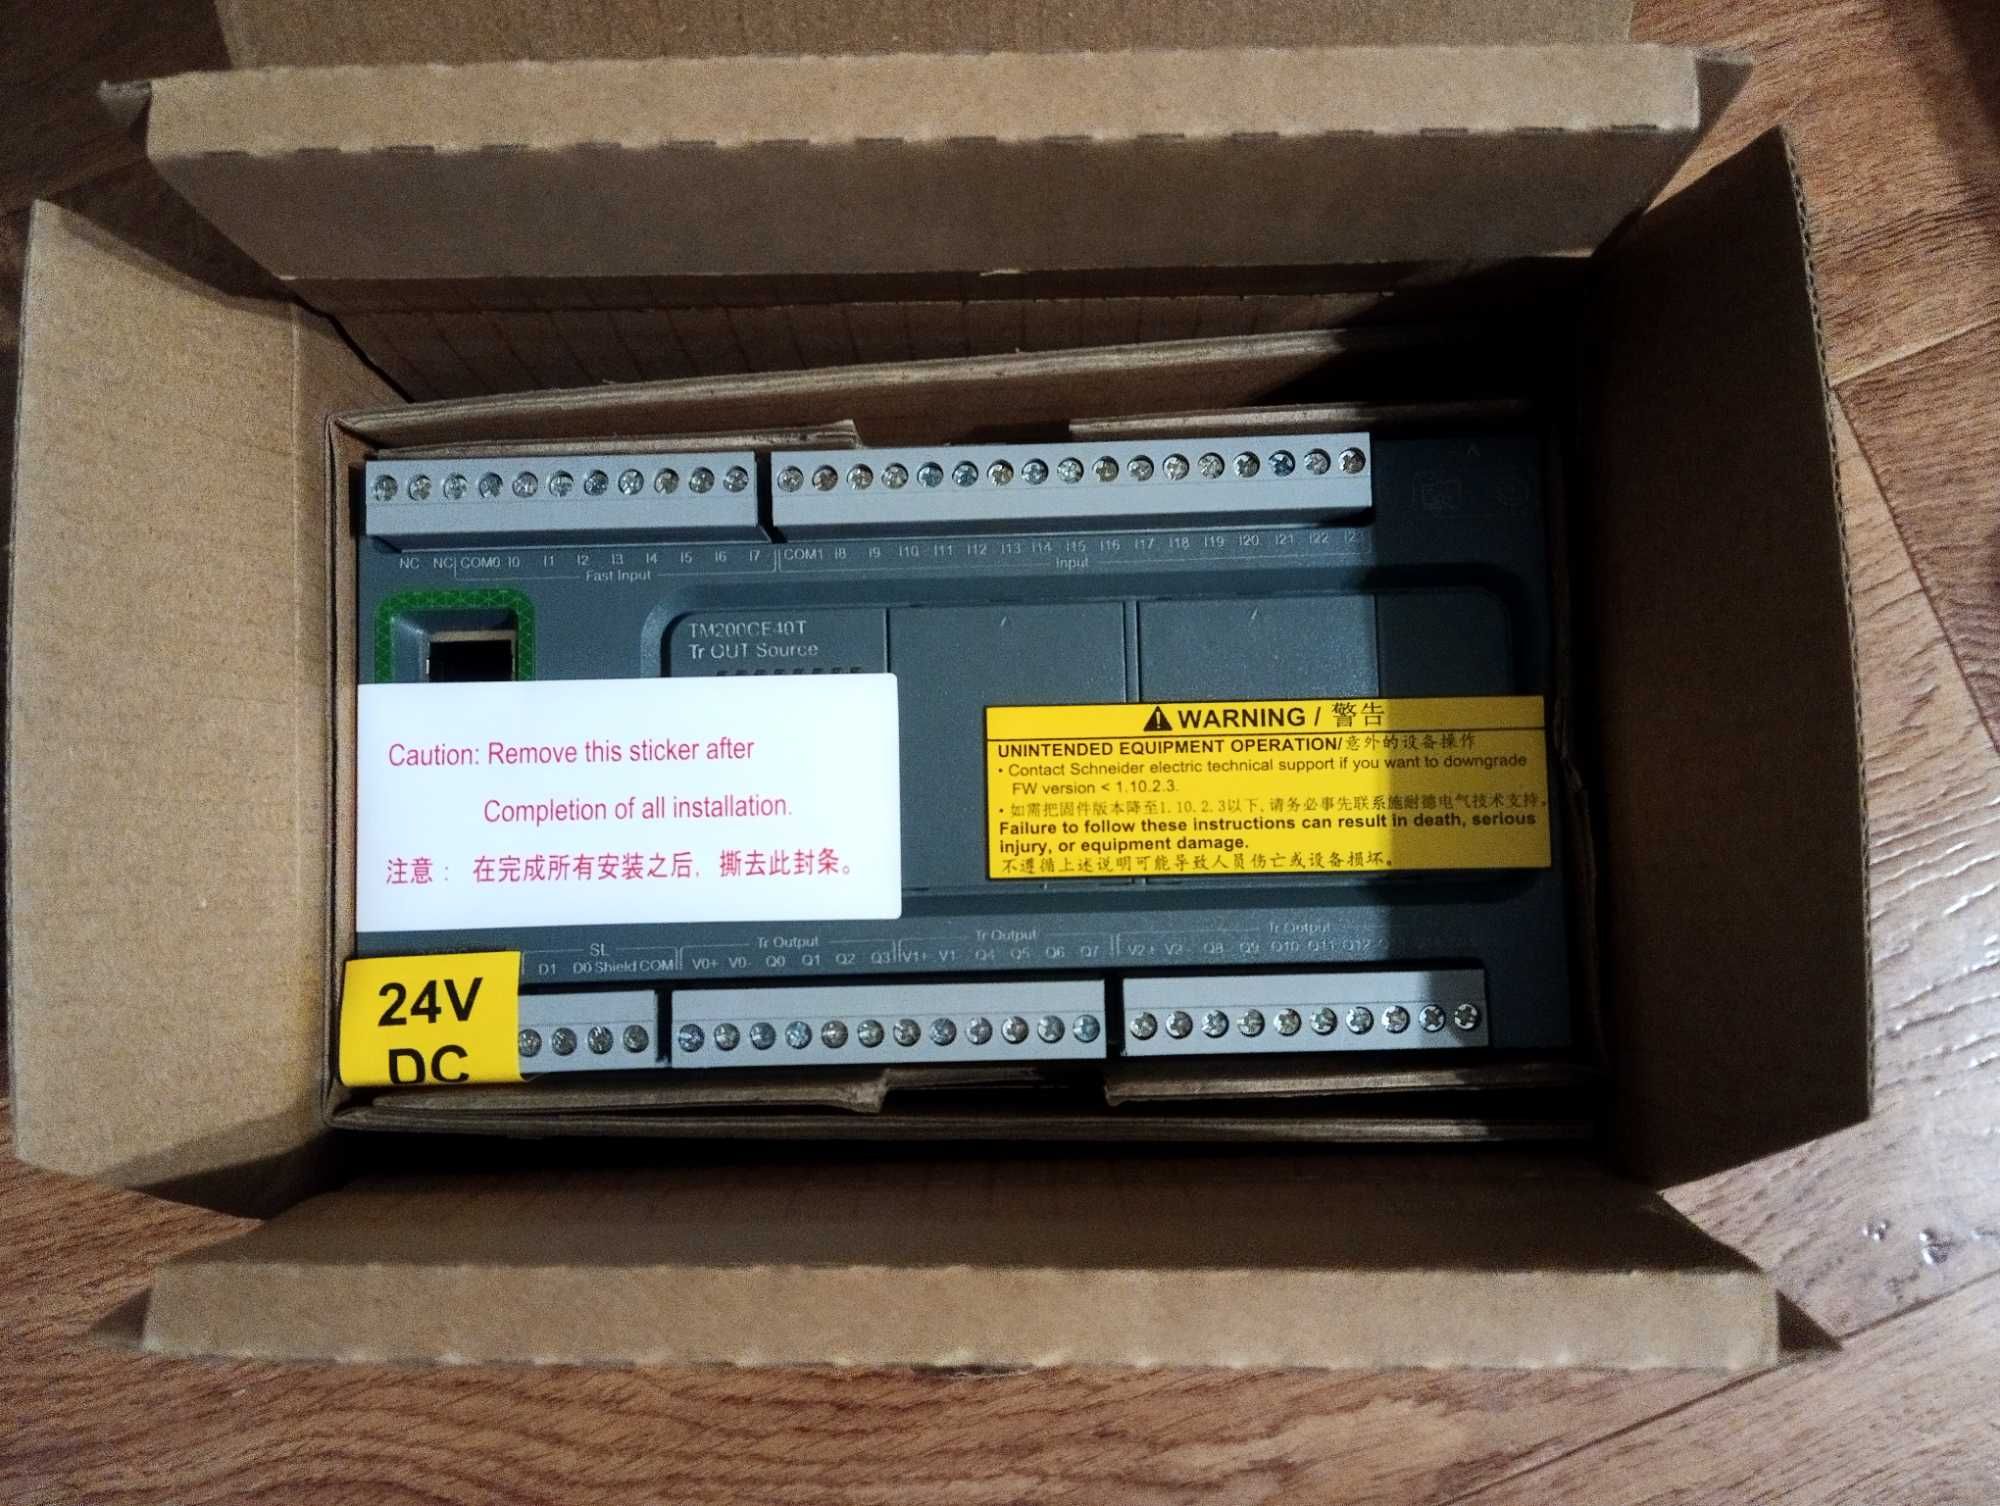 NC NC COM0 I0 I1 I2 I3 I4 I5 I6 I7 COM1 I8 I9 I10 I11 I12 I13 I14 I15 I16 I17 I18 I19 I20 I21 I22 I23
Fast Input Input
TM200CE40T
Tr OUT Source
Caution: Remove this sticker after
Completion of all installation.
注意： 在完成所有安装之后，撕去此封条。
WARNING / 警告
UNINTENDED EQUIPMENT OPERATION/意外的设备操作
• Contact Schneider electric technical support if you want to downgrade
FW version < 1.10.2.3.
• 如需把固件版本降至1.10.2.3以下, 请务必事先联系施耐德电气技术支持。
Failure to follow these instructions can result in death, serious
injury, or equipment damage.
不遵循上述说明可能导致人员伤亡或设备损坏。
SL Tr Output Tr Output Tr Output
D1 D0 Shield COM V0+ V0- Q0 Q1 Q2 Q3 V1+ V1- Q4 Q5 Q6 Q7 V2+ V2- Q8 Q9 Q10 Q11 Q12
24V
DC